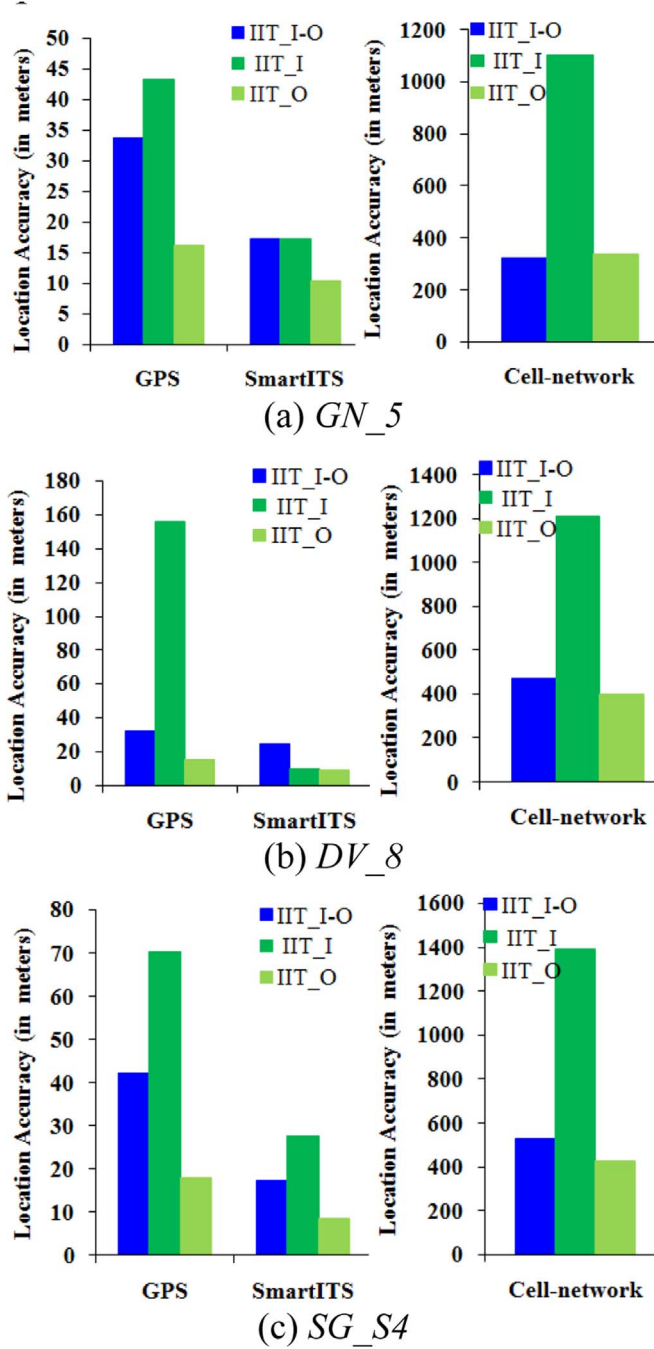 Location Accuracy (in meters)
50
45
40
35
30
25
20
15
10
5
0
IIT_I-O
IIT_I
IIT_O
GPS
SmartITS
Location Accuracy (in meters)
1200
1000
800
600
400
200
0
IIT_I-O
IIT_I
IIT_O
Cell-network
(a) GN_5
Location Accuracy (in meters)
180
160
140
120
100
80
60
40
20
0
IIT_I-O
IIT_I
IIT_O
GPS
SmartITS
Location Accuracy (in meters)
1400
1200
1000
800
600
400
200
0
IIT_I-O
IIT_I
IIT_O
Cell-network
(b) DV_8
Location Accuracy (in meters)
80
70
60
50
40
30
20
10
0
IIT_I-O
IIT_I
IIT_O
GPS
SmartITS
Location Accuracy (in meters)
1600
1400
1200
1000
800
600
400
200
0
IIT_I-O
IIT_I
IIT_O
Cell-network
(c) SG_S4